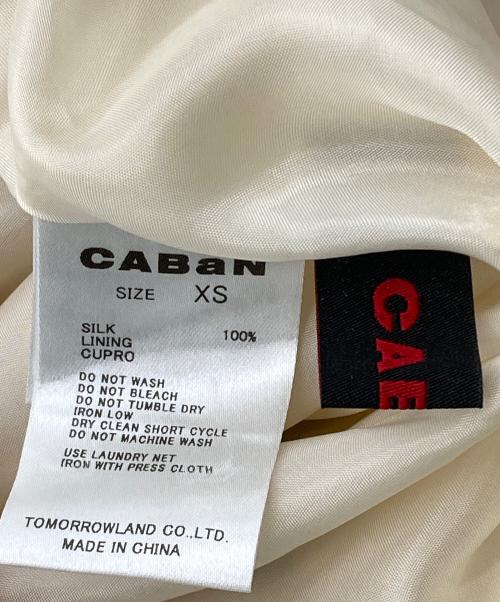 CABaN
SIZE XS
SILK 100%
LINING
CUPRO
DO NOT WASH
DO NOT BLEACH
DO NOT TUMBLE DRY
IRON LOW
DRY CLEAN SHORT CYCLE
DO NOT MACHINE WASH
USE LAUNDRY NET
IRON WITH PRESS CLOTH
TOMORROWLAND CO.,LTD.
MADE IN CHINA
CAB